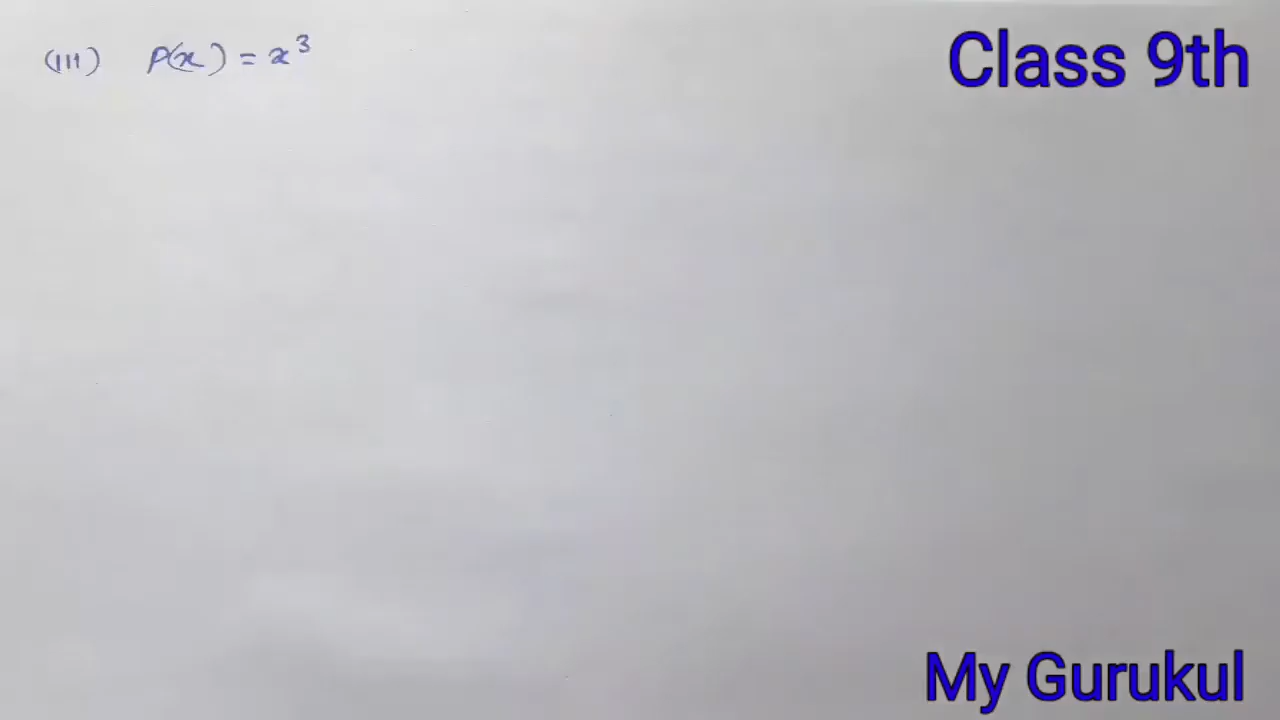 (III) P(x) = x³
Class 9th
My Gurukul